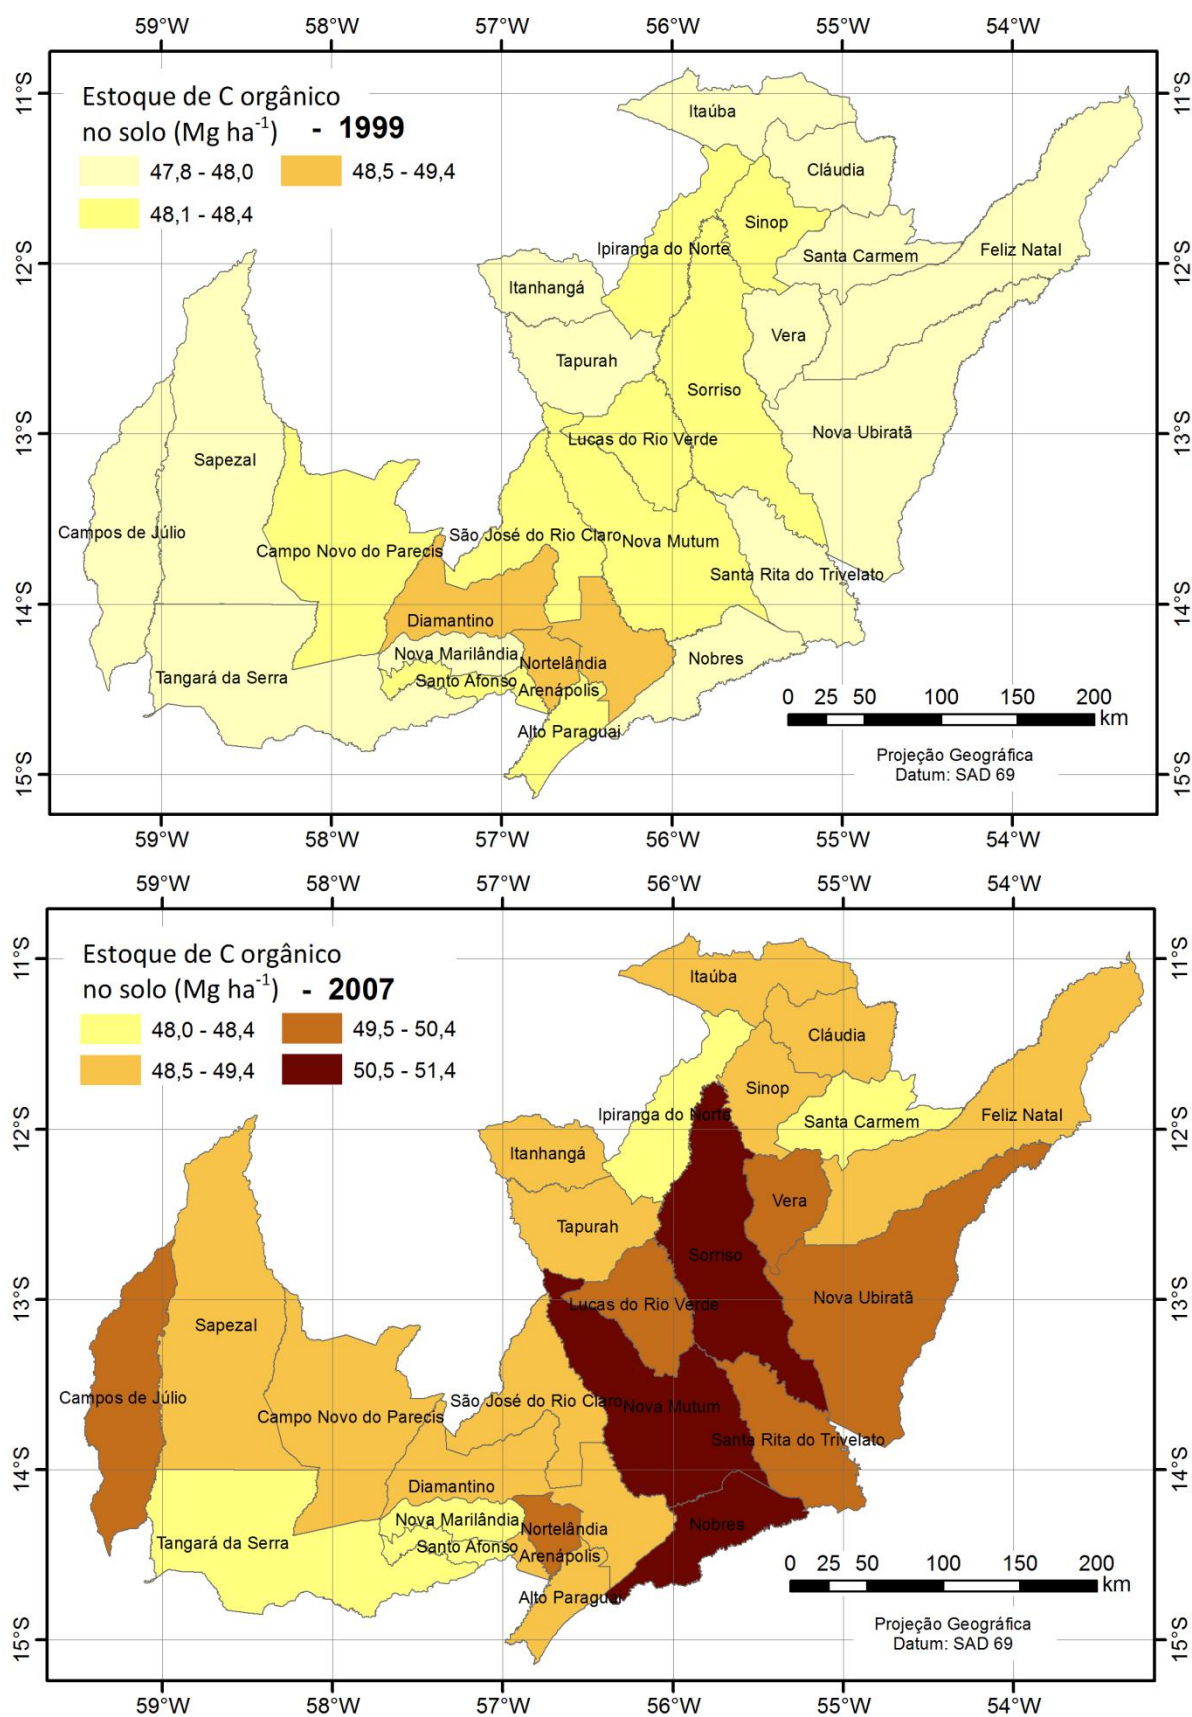 59°W 58°W 57°W 56°W 55°W 54°W
Estoque de C orgânico
no solo (Mg ha⁻¹) - 1999
47,8 - 48,0
48,5 - 49,4
48,1 - 48,4
11°S
11°S
Itaúba
Cláudia
Sinop
Ipiranga do Norte
Santa Carmem
Feliz Natal
12°S
12°S
Itanhangá
Vera
Tapurah
Sorriso
Nova Ubiratã
Lucas do Rio Verde
13°S
13°S
Sapezal
Campos de Júlio
Campo Novo do Parecis
São José do Rio Claro
Nova Mutum
Santa Rita do Trivelato
14°S
14°S
Diamantino
Nova Marilândia
Nortelândia
Nobres
Tangará da Serra
Santo Afonso
Arenápolis
Alto Paraguai
0 25 50 100 150 200
km
Projeção Geográfica
Datum: SAD 69
15°S
15°S
59°W 58°W 57°W 56°W 55°W 54°W
59°W 58°W 57°W 56°W 55°W 54°W
Estoque de C orgânico
no solo (Mg ha⁻¹) - 2007
48,0 - 48,4
49,5 - 50,4
48,5 - 49,4
50,5 - 51,4
11°S
11°S
Itaúba
Cláudia
Sinop
Ipiranga do Norte
Santa Carmem
Feliz Natal
12°S
12°S
Itanhangá
Vera
Tapurah
Sorriso
Nova Ubiratã
Lucas do Rio Verde
13°S
13°S
Sapezal
Campos de Júlio
Campo Novo do Parecis
São José do Rio Claro
Nova Mutum
Santa Rita do Trivelato
14°S
14°S
Diamantino
Nova Marilândia
Nortelândia
Nobres
Tangará da Serra
Santo Afonso
Arenápolis
Alto Paraguai
0 25 50 100 150 200
km
Projeção Geográfica
Datum: SAD 69
15°S
15°S
59°W 58°W 57°W 56°W 55°W 54°W